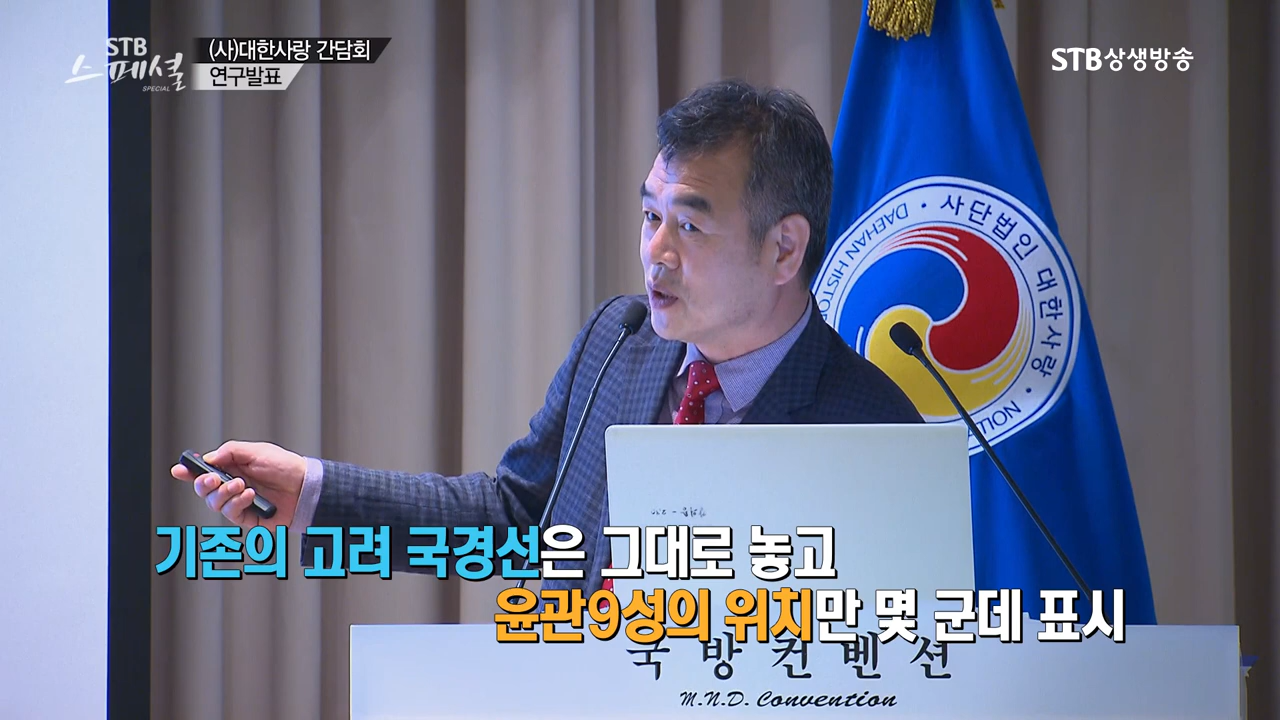 STB
스페셜
SPECIAL
(사)대한사랑 간담회
연구발표
STB상생방송
· 사단법인 대한사랑 ·
DAEHAN HISTO
기존의 고려 국경선은 그대로 놓고
윤관9성의 위치만 몇 군데 표시
국방컨벤션
M.N.D. Convention